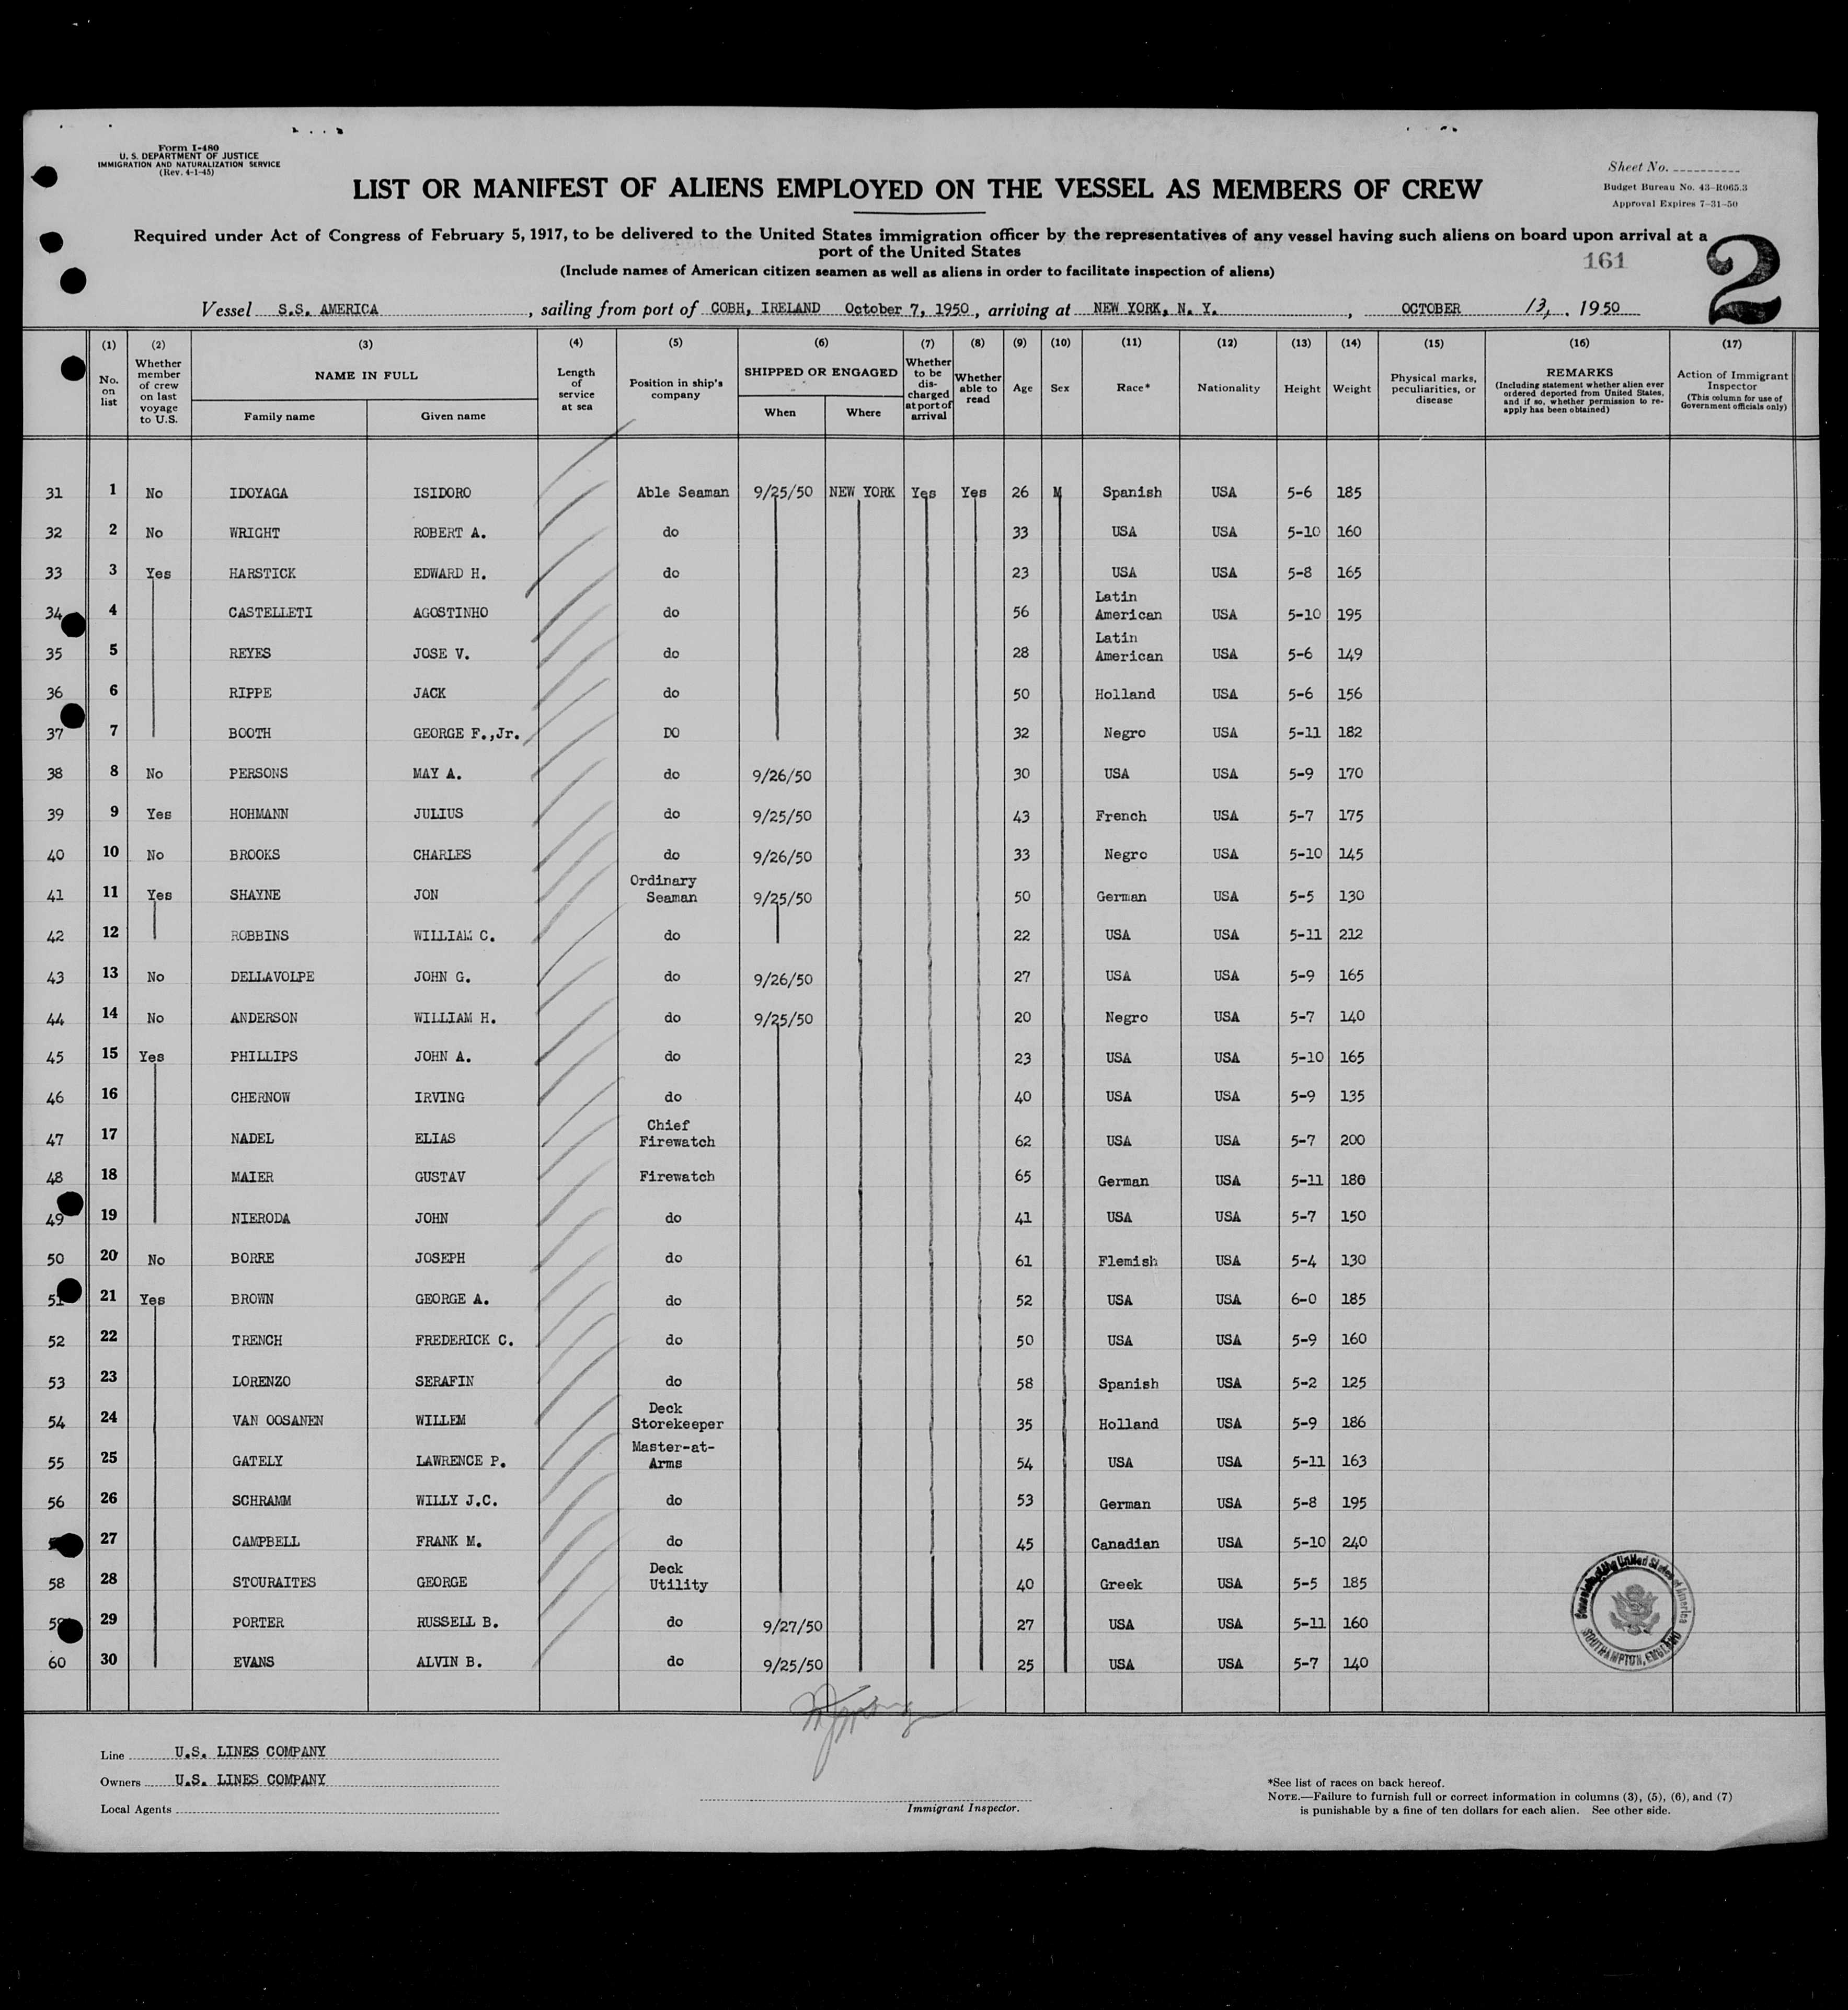 Form I-480
U. S. DEPARTMENT OF JUSTICE
IMMIGRATION AND NATURALIZATION SERVICE
(Rev. 4-1-45)
Sheet No.
Budget Bureau No. 43-R065.3
Approval Expires 7-31-50
LIST OR MANIFEST OF ALIENS EMPLOYED ON THE VESSEL AS MEMBERS OF CREW
Required under Act of Congress of February 5, 1917, to be delivered to the United States immigration officer by the representatives of any vessel having such aliens on board upon arrival at a
port of the United States
(Include names of American citizen seamen as well as aliens in order to facilitate inspection of aliens)
161
2
Vessel S.S. AMERICA, sailing from port of COBH, IRELAND October 7, 1950, arriving at NEW YORK, N. Y., OCTOBER 13, 1950
(1) No. on list
(2) Whether member of crew on last voyage to U.S.
(3) NAME IN FULL
Family name Given name
(4) Length of service at sea
(5) Position in ship's company
(6) SHIPPED OR ENGAGED
When Where
(7) Whether to be discharged at port of arrival
(8) Whether able to read
(9) Age
(10) Sex
(11) Race*
(12) Nationality
(13) Height
(14) Weight
(15) Physical marks, peculiarities, or disease
(16) REMARKS (Including statement whether alien ever ordered deported from United States, and if so, whether permission to re-apply has been obtained)
(17) Action of Immigrant Inspector (This column for use of Government officials only)
31 1 No IDOYAGA ISIDORO Able Seaman 9/25/50 NEW YORK Yes Yes 26 M Spanish USA 5-6 185
32 2 No WRIGHT ROBERT A. do 33 USA USA 5-10 160
33 3 Yes HARSTICK EDWARD H. do 23 USA USA 5-8 165
34 4 CASTELLETI AGOSTINHO do 56 Latin American USA 5-10 195
35 5 REYES JOSE V. do 28 Latin American USA 5-6 149
36 6 RIPPE JACK do 50 Holland USA 5-6 156
37 7 BOOTH GEORGE F.,Jr. DO 32 Negro USA 5-11 182
38 8 No PERSONS MAY A. do 9/26/50 30 USA USA 5-9 170
39 9 Yes HOHMANN JULIUS do 9/25/50 43 French USA 5-7 175
40 10 No BROOKS CHARLES do 9/26/50 33 Negro USA 5-10 145
41 11 Yes SHAYNE JON Ordinary Seaman 9/25/50 50 German USA 5-5 130
42 12 ROBBINS WILLIAM C. do 22 USA USA 5-11 212
43 13 No DELLAVOLPE JOHN G. do 9/26/50 27 USA USA 5-9 165
44 14 No ANDERSON WILLIAM H. do 9/25/50 20 Negro USA 5-7 140
45 15 Yes PHILLIPS JOHN A. do 23 USA USA 5-10 165
46 16 CHERNOW IRVING do 40 USA USA 5-9 135
47 17 NADEL ELIAS Chief Firewatch 62 USA USA 5-7 200
48 18 MAIER GUSTAV Firewatch 65 German USA 5-11 180
49 19 NIERODA JOHN do 41 USA USA 5-7 150
50 20 No BORRE JOSEPH do 61 Flemish USA 5-4 130
51 21 Yes BROWN GEORGE A. do 52 USA USA 6-0 185
52 22 TRENCH FREDERICK C. do 50 USA USA 5-9 160
53 23 LORENZO SERAFIN do 58 Spanish USA 5-2 125
54 24 VAN OOSANEN WILLEM Deck Storekeeper 35 Holland USA 5-9 186
55 25 GATELY LAWRENCE P. Master-at-Arms 54 USA USA 5-11 163
56 26 SCHRAMM WILLY J.C. do 53 German USA 5-8 195
27 CAMPBELL FRANK M. do 45 Canadian USA 5-10 240
58 28 STOURAITES GEORGE Deck Utility 40 Greek USA 5-5 185
59 29 PORTER RUSSELL B. do 9/27/50 27 USA USA 5-11 160
60 30 EVANS ALVIN B. do 9/25/50 25 USA USA 5-7 140
of the United States of America
SOUTHAMPTON, ENGLAND
Line U.S. LINES COMPANY
Owners U.S. LINES COMPANY
Local Agents
Immigrant Inspector.
*See list of races on back hereof.
NOTE.—Failure to furnish full or correct information in columns (3), (5), (6), and (7)
is punishable by a fine of ten dollars for each alien. See other side.